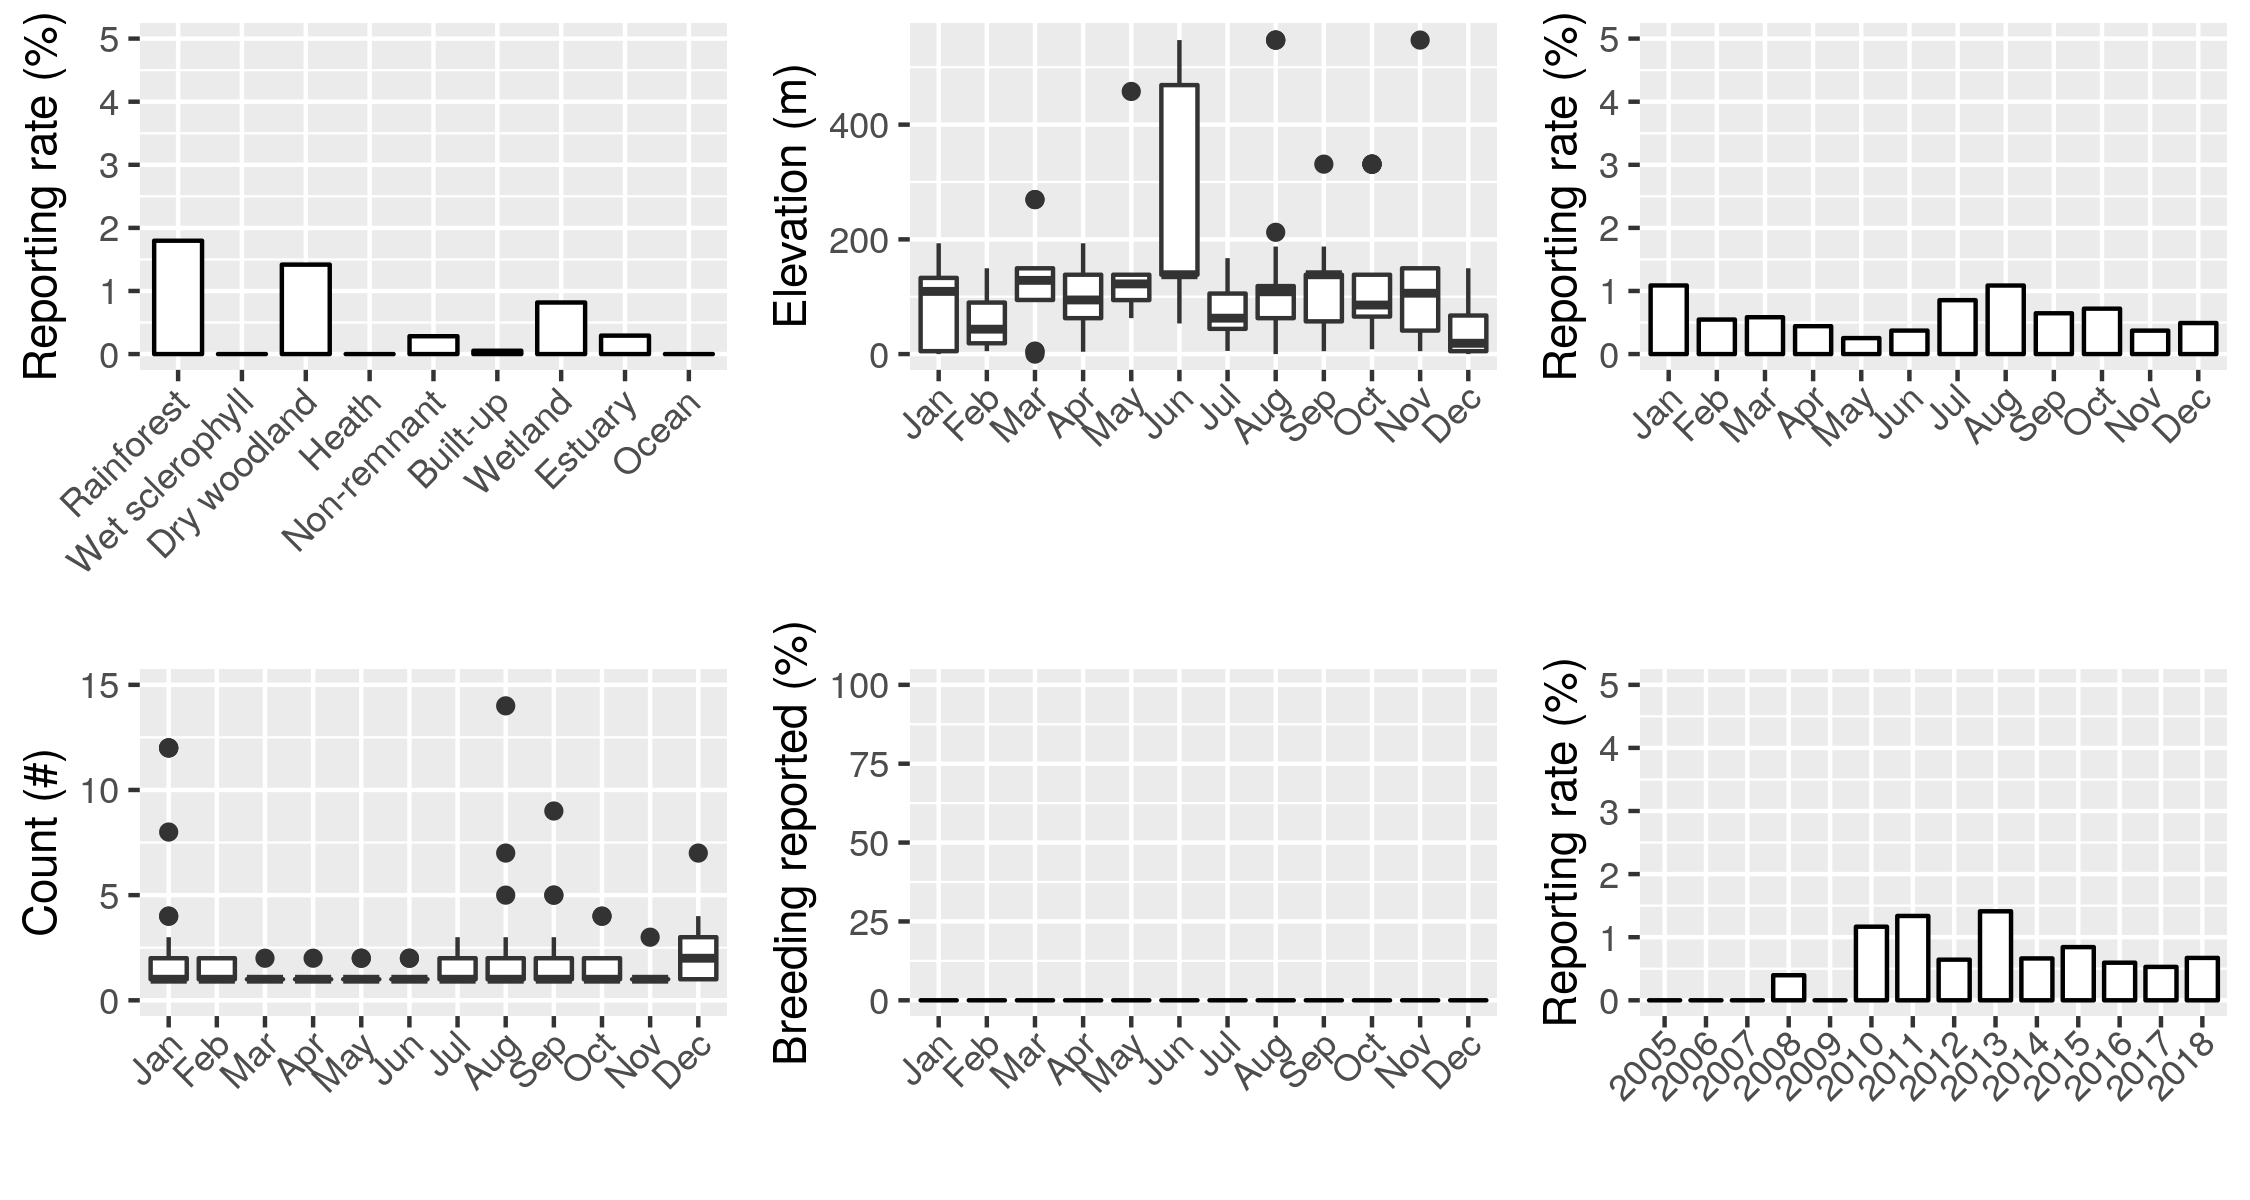 Reporting rate (%)
5
4
3
2
1
0
Rainforest
Wet sclerophyll
Dry woodland
Heath
Non-remnant
Built-up
Wetland
Estuary
Ocean
Elevation (m)
400
200
0
Jan
Feb
Mar
Apr
May
Jun
Jul
Aug
Sep
Oct
Nov
Dec
Reporting rate (%)
5
4
3
2
1
0
Jan
Feb
Mar
Apr
May
Jun
Jul
Aug
Sep
Oct
Nov
Dec
Count (#)
15
10
5
0
Jan
Feb
Mar
Apr
May
Jun
Jul
Aug
Sep
Oct
Nov
Dec
Breeding reported (%)
100
75
50
25
0
Jan
Feb
Mar
Apr
May
Jun
Jul
Aug
Sep
Oct
Nov
Dec
Reporting rate (%)
5
4
3
2
1
0
2005
2006
2007
2008
2009
2010
2011
2012
2013
2014
2015
2016
2017
2018